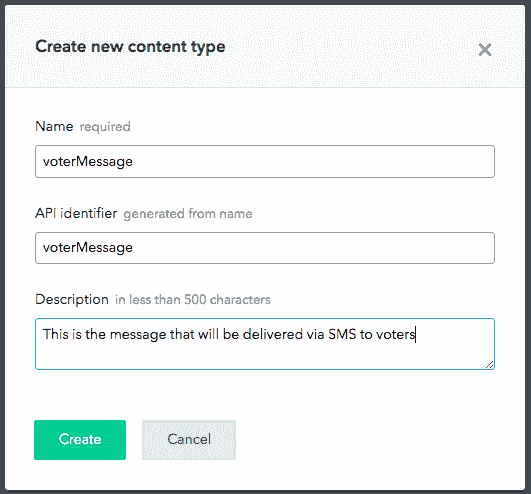 Create new content type
Name required
voterMessage
API identifier generated from name
voterMessage
Description in less than 500 characters
This is the message that will be delivered via SMS to voters
Create Cancel